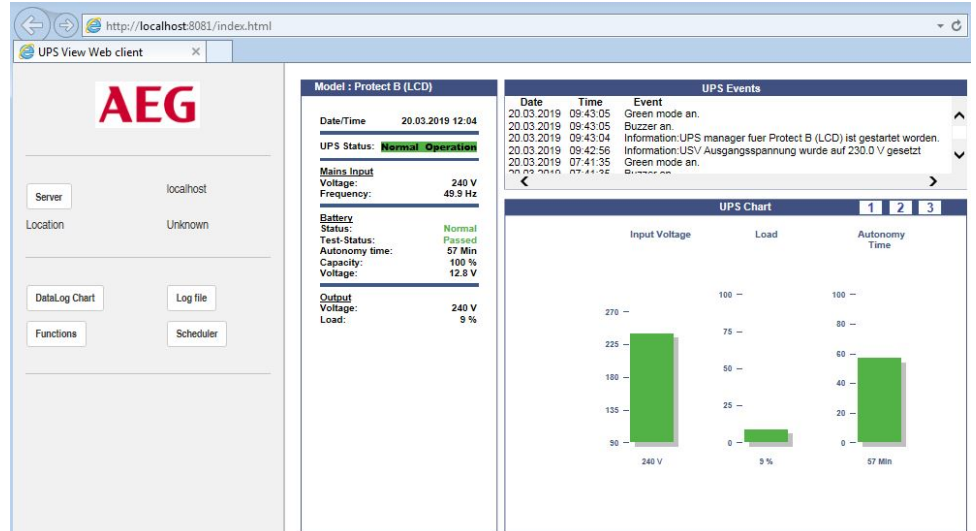 http://localhost:8081/index.html
UPS View Web client
AEG
Server
localhost
Location
Unknown
DataLog Chart
Log file
Functions
Scheduler
Model : Protect B (LCD)
Date/Time 20.03.2019 12:04
UPS Status: Normal Operation
Mains Input
Voltage: 240 V
Frequency: 49.9 Hz
Battery
Status: Normal
Test-Status: Passed
Autonomy time: 57 Min
Capacity: 100 %
Voltage: 12.8 V
Output
Voltage: 240 V
Load: 9 %
UPS Events
Date Time Event
20.03.2019 09:43:05 Green mode an.
20.03.2019 09:43:05 Buzzer an.
20.03.2019 09:43:04 Information:UPS manager fuer Protect B (LCD) ist gestartet worden.
20.03.2019 09:42:56 Information:USV Ausgangsspannung wurde auf 230.0 V gesetzt
20.03.2019 07:41:35 Green mode an.
20.03.2019 07:41:35 Buzzer an.
UPS Chart 1 2 3
Input Voltage
Load
Autonomy
Time
270
225
180
135
90
240 V
100
75
50
25
0
9 %
100
80
60
40
20
0
57 Min